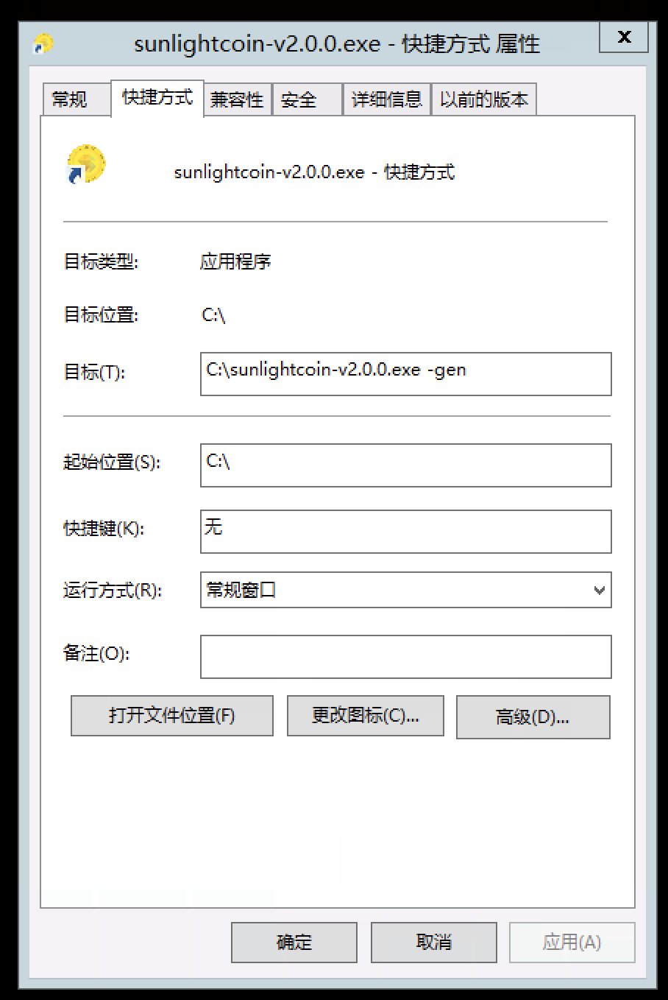 sunlightcoin-v2.0.0.exe - 快捷方式 属性
常规 快捷方式 兼容性 安全 详细信息 以前的版本
sunlightcoin-v2.0.0.exe - 快捷方式
目标类型: 应用程序
目标位置: C:\
目标(T): C:\sunlightcoin-v2.0.0.exe -gen
起始位置(S): C:\
快捷键(K): 无
运行方式(R): 常规窗口
备注(O):
打开文件位置(F) 更改图标(C)... 高级(D)...
确定 取消 应用(A)